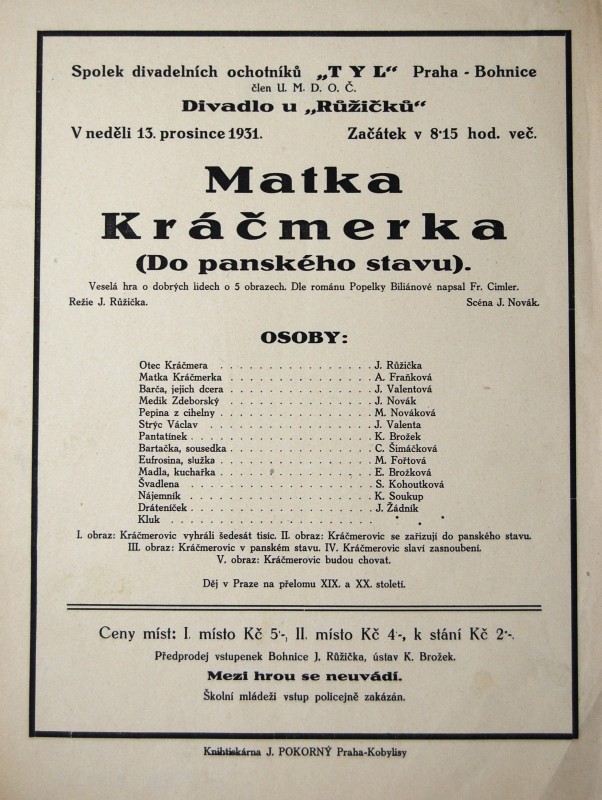 Spolek divadelních ochotníků „TYL“ Praha - Bohnice
člen U. M. D. O. Č.
Divadlo u „Růžičků“
V neděli 13. prosince 1931. Začátek v 8·15 hod. več.
Matka
Kráčmerka
(Do panského stavu).
Veselá hra o dobrých lidech o 5 obrazech. Dle románu Popelky Biliánové napsal Fr. Cimler.
Režie J. Růžička. Scéna J. Novák.
OSOBY:
Otec Kráčmera . . . . . . . . . . . . . . . J. Růžička
Matka Kráčmerka . . . . . . . . . . . . . . A. Fraňková
Barča, jejich dcera . . . . . . . . . . . . . . J. Valentová
Medik Zdeborský . . . . . . . . . . . . . . J. Novák
Pepina z cihelny . . . . . . . . . . . . . . . M. Nováková
Strýc Václav . . . . . . . . . . . . . . . . J. Valenta
Pantatínek . . . . . . . . . . . . . . . . . K. Brožek
Bartačka, sousedka . . . . . . . . . . . . . . C. Šimáčková
Eufrosina, služka . . . . . . . . . . . . . . M. Fořtová
Madla, kuchařka . . . . . . . . . . . . . . E. Brožková
Švadlena . . . . . . . . . . . . . . . . . S. Kohoutková
Nájemník . . . . . . . . . . . . . . . . . K. Soukup
Dráteníček . . . . . . . . . . . . . . . . . J. Žádník
Kluk . . . . . . . . . . . . . . . . . * * *
I. obraz: Kráčmerovic vyhráli šedesát tisíc. II. obraz: Kráčmerovic se zařizují do panského stavu.
III. obraz: Kráčmerovic v panském stavu. IV. Kráčmerovic slaví zasnoubení.
V. obraz: Kráčmerovic budou chovat.
Děj v Praze na přelomu XIX. a XX. století.
Ceny míst: I. místo Kč 5·-, II. místo Kč 4·-, k stání Kč 2·-.
Předprodej vstupenek Bohnice J. Růžička, ústav K. Brožek.
Mezi hrou se neuvádí.
Školní mládeži vstup policejně zakázán.
Knihtiskárna J. POKORNÝ Praha-Kobylisy